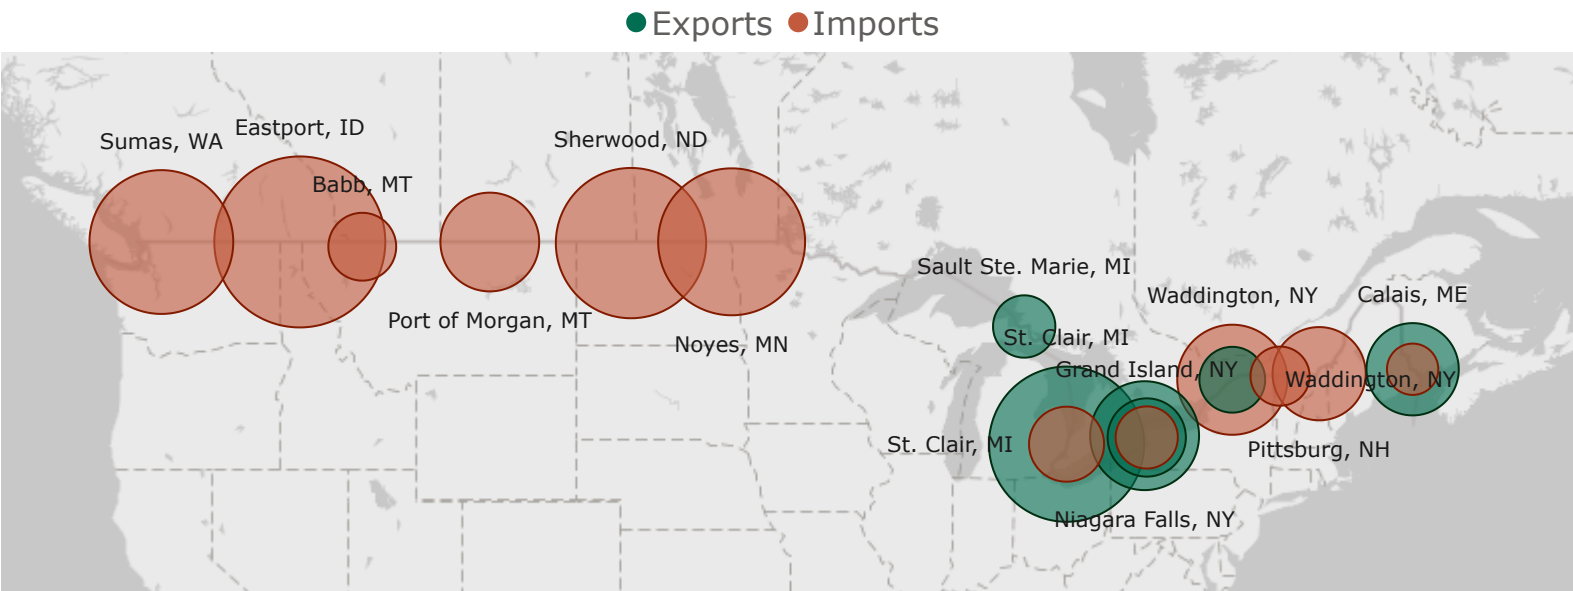 Exports Imports
Sumas, WA
Eastport, ID
Babb, MT
Sherwood, ND
Port of Morgan, MT
Noyes, MN
Sault Ste. Marie, MI
St. Clair, MI
Grand Island, NY
Waddington, NY
Calais, ME
Waddington, NY
St. Clair, MI
Pittsburg, NH
Niagara Falls, NY